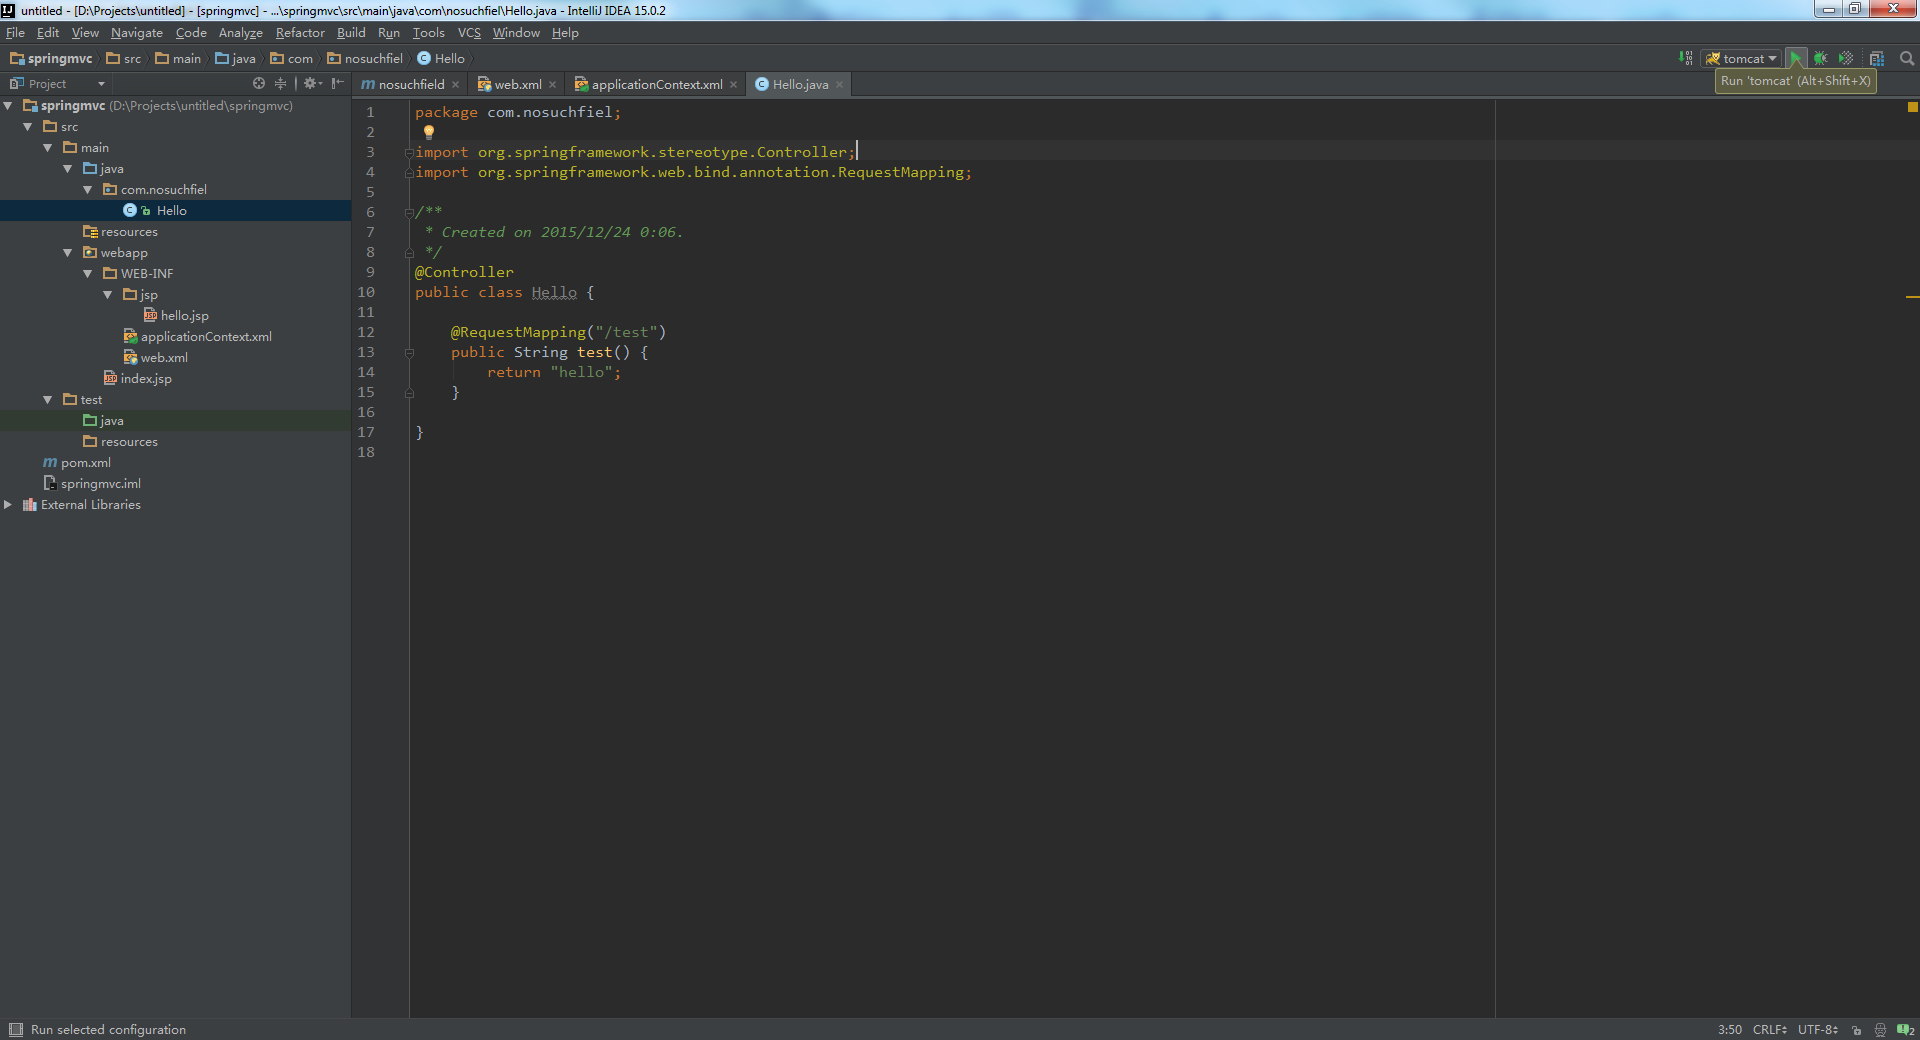 untitled - [D:\Projects\untitled] - [springmvc] - ...\springmvc\src\main\java\com\nosuchfiel\Hello.java - IntelliJ IDEA 15.0.2
File Edit View Navigate Code Analyze Refactor Build Run Tools VCS Window Help
springmvc src main java com nosuchfiel Hello
tomcat
Run 'tomcat' (Alt+Shift+X)
Project
nosuchfield web.xml applicationContext.xml Hello.java
springmvc (D:\Projects\untitled\springmvc)
src
main
java
com.nosuchfiel
Hello
resources
webapp
WEB-INF
jsp
hello.jsp
applicationContext.xml
web.xml
index.jsp
test
java
resources
pom.xml
springmvc.iml
External Libraries
1 package com.nosuchfiel;
2
3 import org.springframework.stereotype.Controller;
4 import org.springframework.web.bind.annotation.RequestMapping;
5
6 /**
7 * Created on 2015/12/24 0:06.
8 */
9 @Controller
10 public class Hello {
11
12 @RequestMapping("/test")
13 public String test() {
14 return "hello";
15 }
16
17 }
18
Run selected configuration
3:50 CRLF UTF-8 2